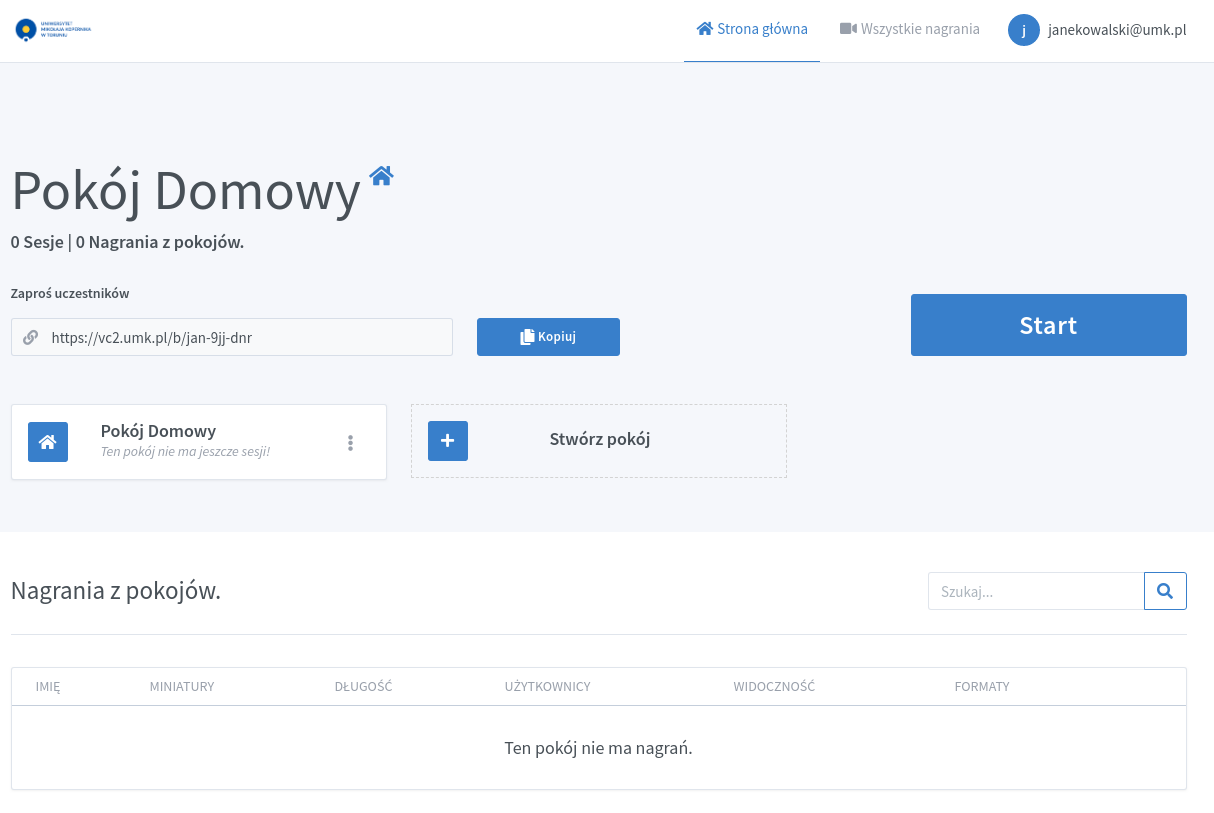 UNIWERSYTET
MIKOŁAJA KOPERNIKA
W TORUNIU
Strona główna
Wszystkie nagrania
j
janekowalski@umk.pl
Pokój Domowy
0 Sesje | 0 Nagrania z pokojów.
Zaproś uczestników
https://vc2.umk.pl/b/jan-9jj-dnr
Kopiuj
Start
Pokój Domowy
Ten pokój nie ma jeszcze sesji!
Stwórz pokój
Nagrania z pokojów.
Szukaj...
IMIĘ MINIATURY DŁUGOŚĆ UŻYTKOWNICY WIDOCZNOŚĆ FORMATY
Ten pokój nie ma nagrań.